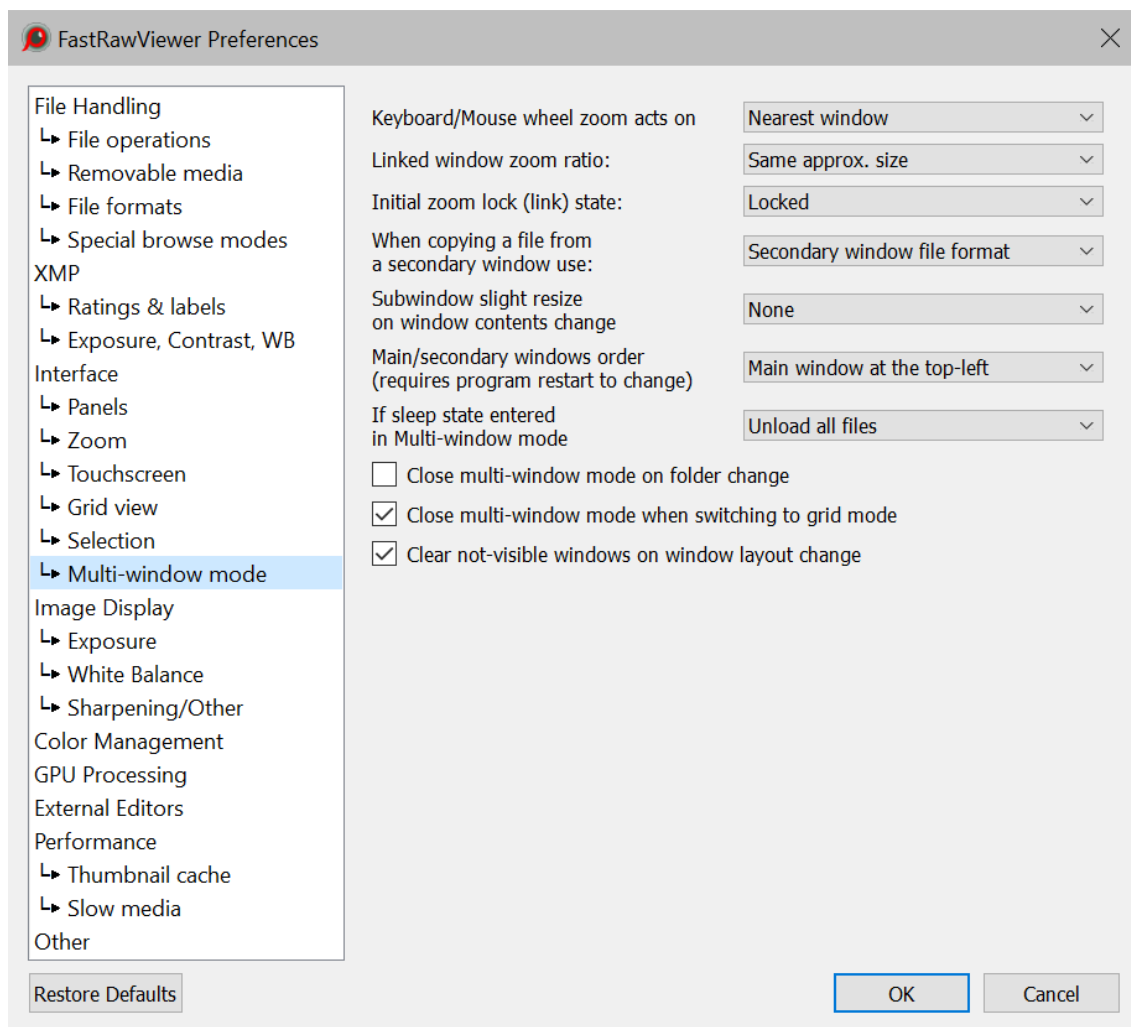 FastRawViewer Preferences
File Handling
File operations
Removable media
File formats
Special browse modes
XMP
Ratings & labels
Exposure, Contrast, WB
Interface
Panels
Zoom
Touchscreen
Grid view
Selection
Multi-window mode
Image Display
Exposure
White Balance
Sharpening/Other
Color Management
GPU Processing
External Editors
Performance
Thumbnail cache
Slow media
Other
Keyboard/Mouse wheel zoom acts on
Nearest window
Linked window zoom ratio:
Same approx. size
Initial zoom lock (link) state:
Locked
When copying a file from
a secondary window use:
Secondary window file format
Subwindow slight resize
on window contents change
None
Main/secondary windows order
(requires program restart to change)
Main window at the top-left
If sleep state entered
in Multi-window mode
Unload all files
Close multi-window mode on folder change
Close multi-window mode when switching to grid mode
Clear not-visible windows on window layout change
Restore Defaults
OK
Cancel